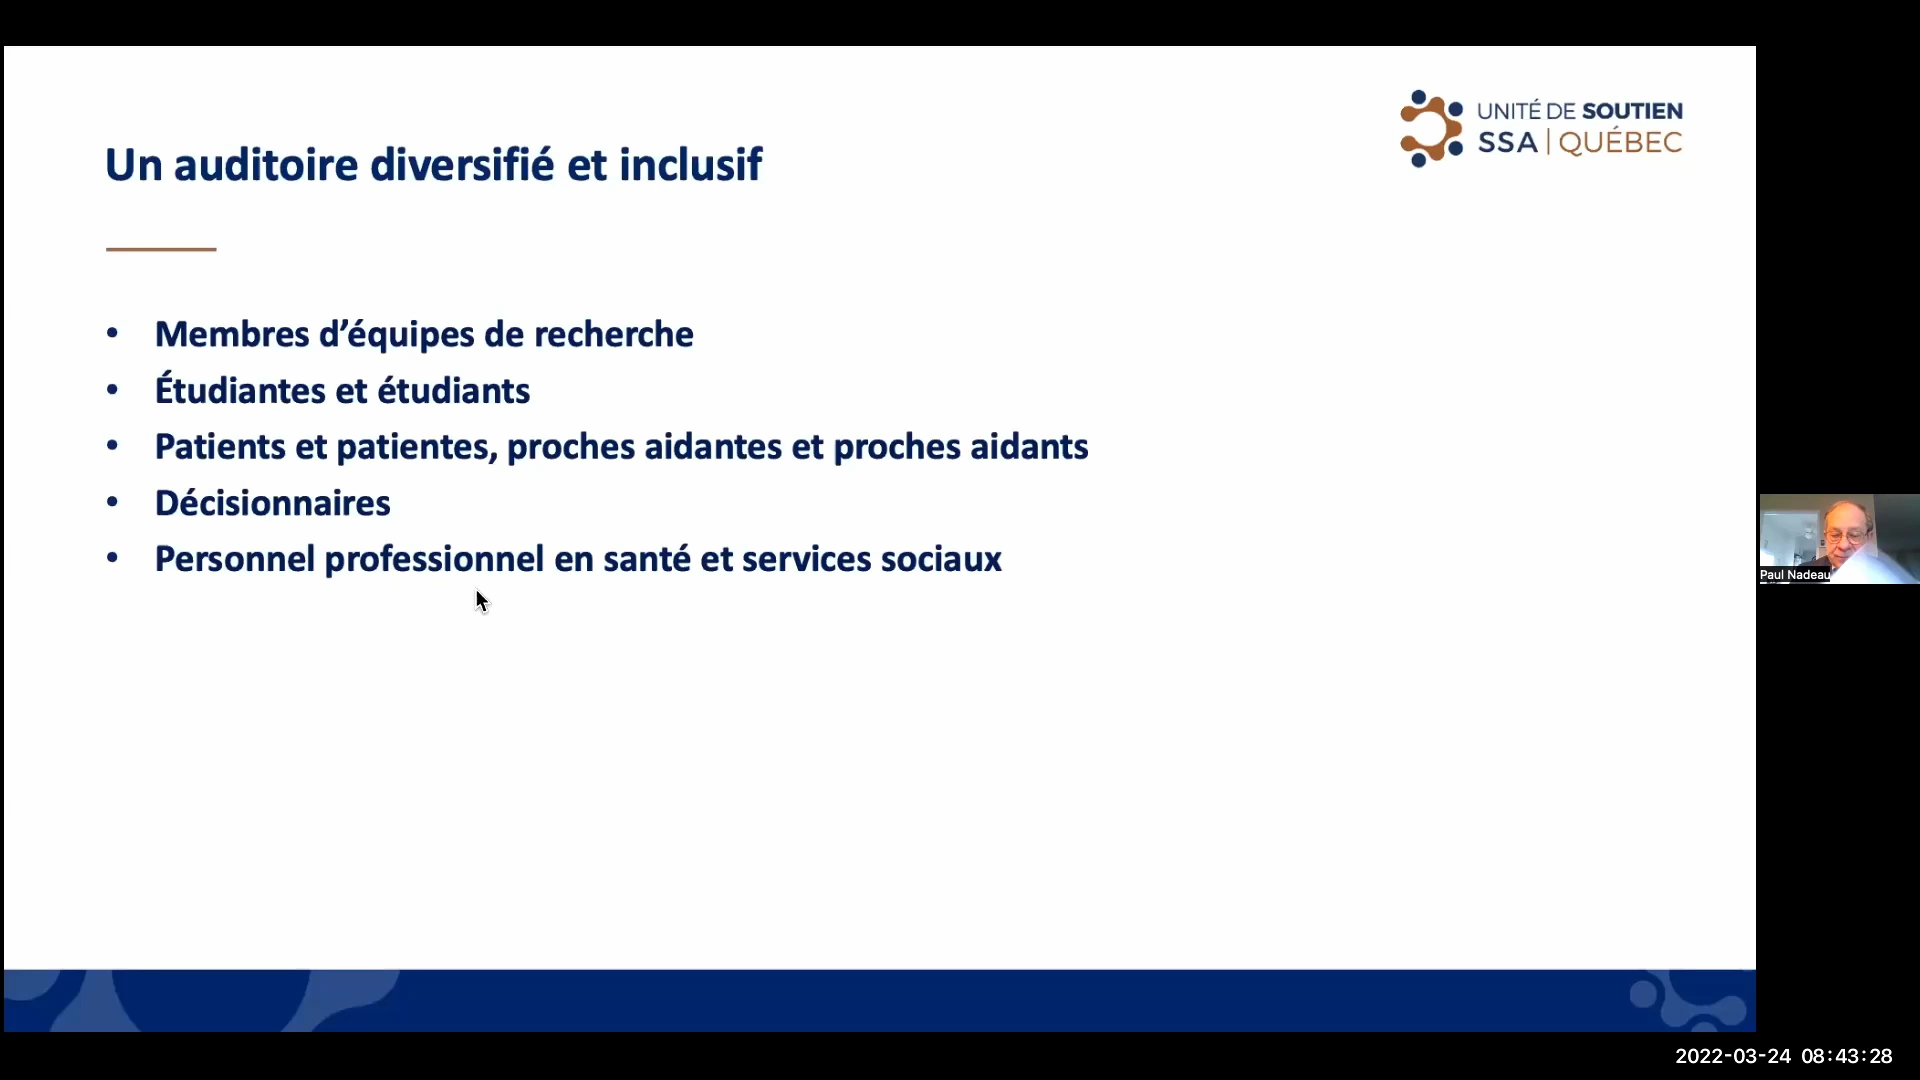 UNITÉ DE SOUTIEN
SSA | QUÉBEC
Un auditoire diversifié et inclusif
• Membres d’équipes de recherche
• Étudiantes et étudiants
• Patients et patientes, proches aidantes et proches aidants
• Décisionnaires
• Personnel professionnel en santé et services sociaux
Paul Nadeau
2022-03-24 08:43:28